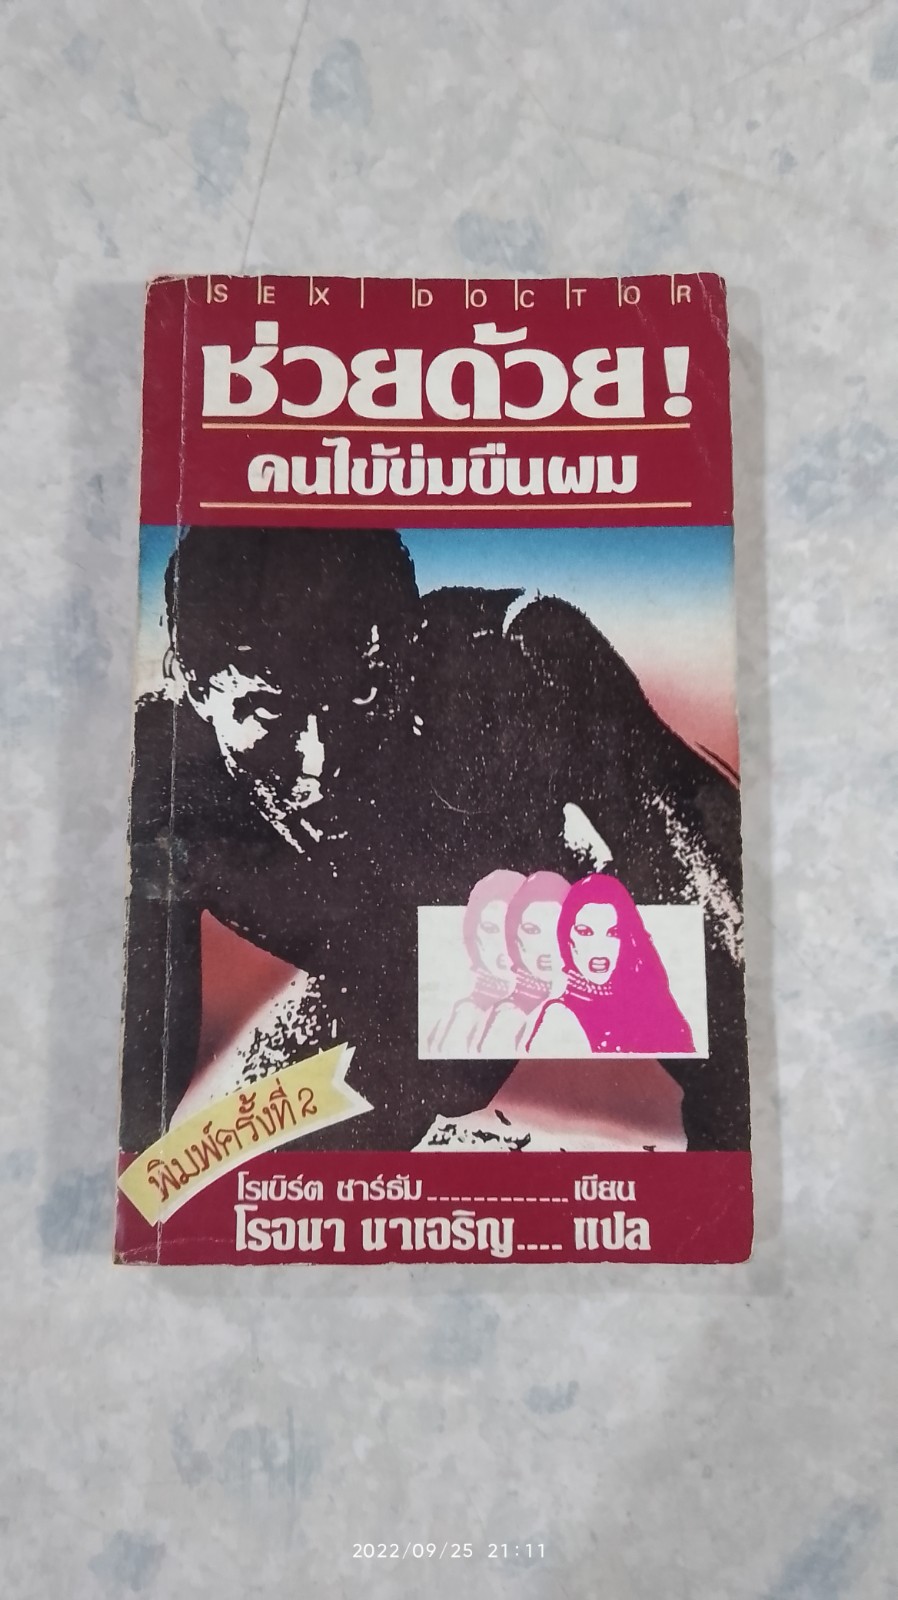 SEX DOCTOR
ช่วยด้วย!
คนไข้ข่มขืนผม
พิมพ์ครั้งที่ 2
โรเบิร์ต ชาร์ธัม............ เขียน
โรจนา นาเจริญ.... แปล
2022/09/25 21:11